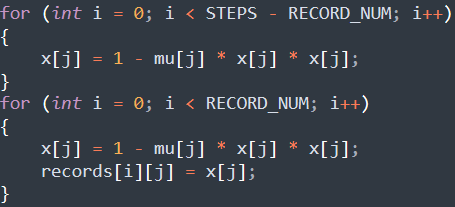 for (int i = 0; i < STEPS - RECORD_NUM; i++)
{
    x[j] = 1 - mu[j] * x[j] * x[j];
}
for (int i = 0; i < RECORD_NUM; i++)
{
    x[j] = 1 - mu[j] * x[j] * x[j];
    records[i][j] = x[j];
}